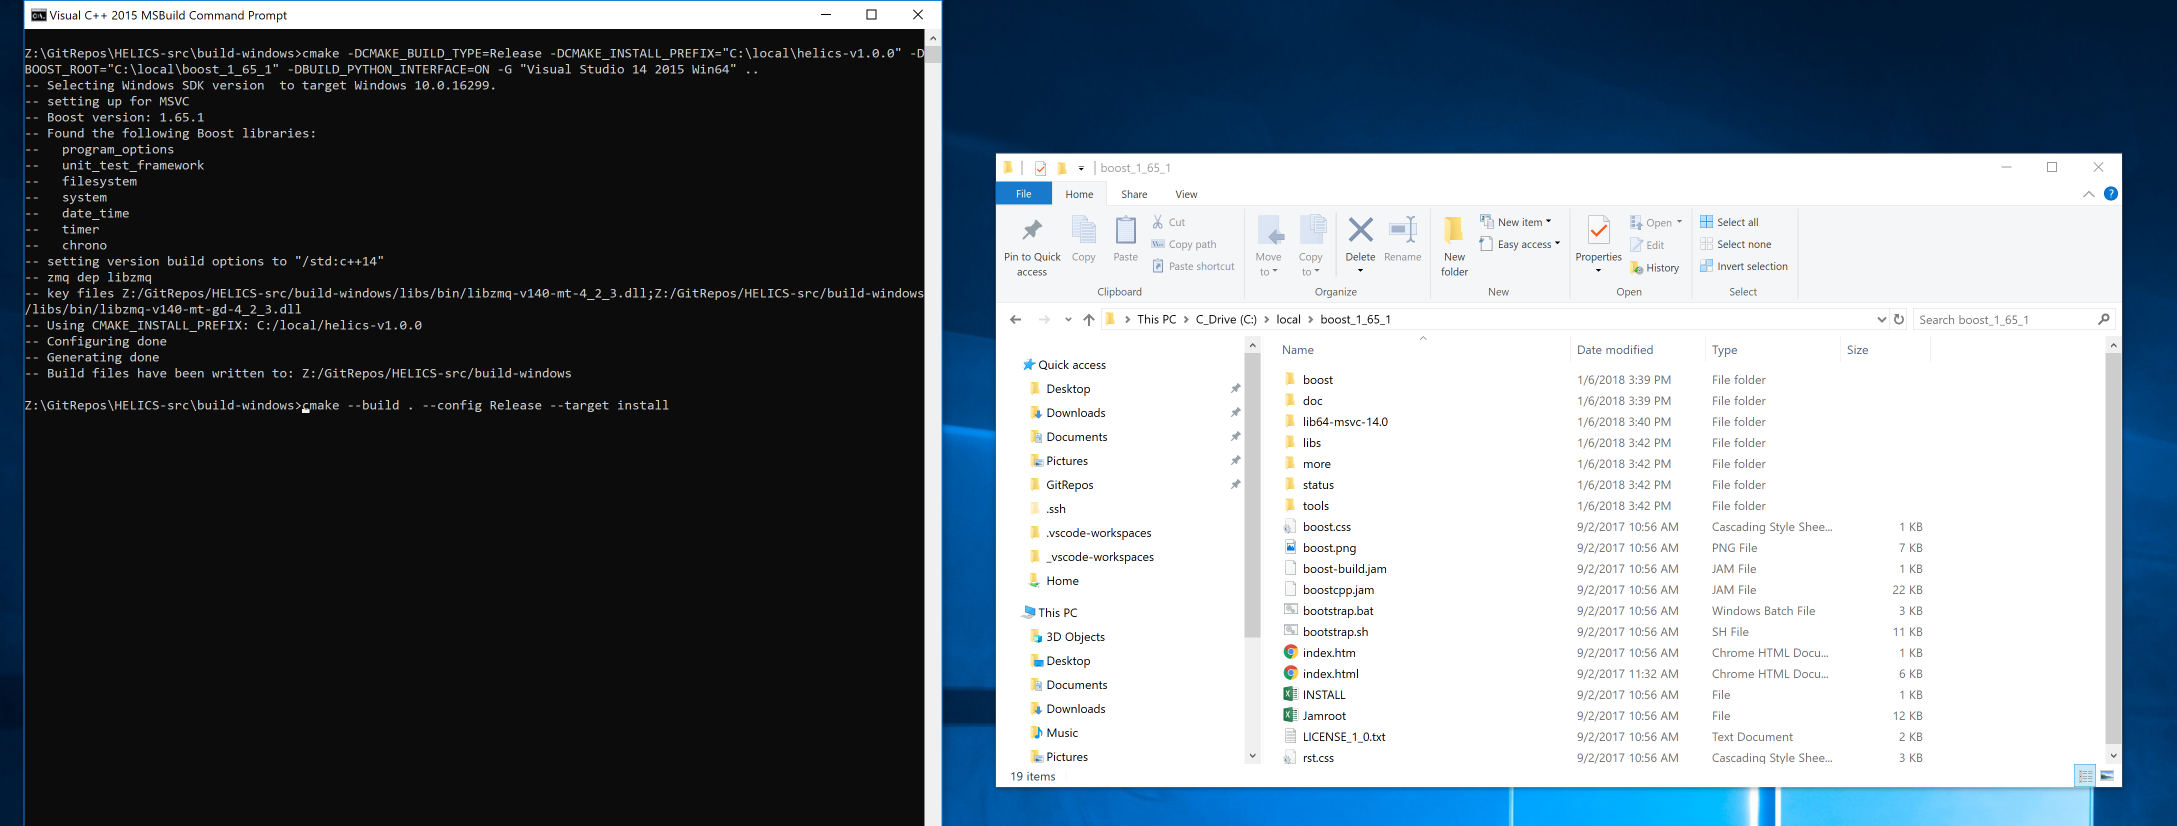 Visual C++ 2015 MSBuild Command Prompt
Z:\GitRepos\HELICS-src\build-windows>cmake -DCMAKE_BUILD_TYPE=Release -DCMAKE_INSTALL_PREFIX="C:\local\helics-v1.0.0" -D
BOOST_ROOT="C:\local\boost_1_65_1" -DBUILD_PYTHON_INTERFACE=ON -G "Visual Studio 14 2015 Win64" ..
-- Selecting Windows SDK version  to target Windows 10.0.16299.
-- setting up for MSVC
-- Boost version: 1.65.1
-- Found the following Boost libraries:
--   program_options
--   unit_test_framework
--   filesystem
--   system
--   date_time
--   timer
--   chrono
-- setting version build options to "/std:c++14"
-- zmq dep libzmq
-- key files Z:/GitRepos/HELICS-src/build-windows/libs/bin/libzmq-v140-mt-4_2_3.dll;Z:/GitRepos/HELICS-src/build-windows
/libs/bin/libzmq-v140-mt-gd-4_2_3.dll
-- Using CMAKE_INSTALL_PREFIX: C:/local/helics-v1.0.0
-- Configuring done
-- Generating done
-- Build files have been written to: Z:/GitRepos/HELICS-src/build-windows
Z:\GitRepos\HELICS-src\build-windows>cmake --build . --config Release --target install
boost_1_65_1
File Home Share View
Pin to Quick access
Copy
Paste
Cut
Copy path
Paste shortcut
Clipboard
Move to
Copy to
Delete
Rename
Organize
New folder
New item
Easy access
New
Properties
Open
Edit
History
Open
Select all
Select none
Invert selection
Select
This PC > C_Drive (C:) > local > boost_1_65_1
Search boost_1_65_1
Quick access
Desktop
Downloads
Documents
Pictures
GitRepos
.ssh
.vscode-workspaces
_vscode-workspaces
Home
This PC
3D Objects
Desktop
Documents
Downloads
Music
Pictures
Name Date modified Type Size
boost 1/6/2018 3:39 PM File folder
doc 1/6/2018 3:39 PM File folder
lib64-msvc-14.0 1/6/2018 3:40 PM File folder
libs 1/6/2018 3:42 PM File folder
more 1/6/2018 3:42 PM File folder
status 1/6/2018 3:42 PM File folder
tools 1/6/2018 3:42 PM File folder
boost.css 9/2/2017 10:56 AM Cascading Style Shee... 1 KB
boost.png 9/2/2017 10:56 AM PNG File 7 KB
boost-build.jam 9/2/2017 10:56 AM JAM File 1 KB
boostcpp.jam 9/2/2017 10:56 AM JAM File 22 KB
bootstrap.bat 9/2/2017 10:56 AM Windows Batch File 3 KB
bootstrap.sh 9/2/2017 10:56 AM SH File 11 KB
index.htm 9/2/2017 10:56 AM Chrome HTML Docu... 1 KB
index.html 9/2/2017 11:32 AM Chrome HTML Docu... 6 KB
INSTALL 9/2/2017 10:56 AM File 1 KB
Jamroot 9/2/2017 10:56 AM File 12 KB
LICENSE_1_0.txt 9/2/2017 10:56 AM Text Document 2 KB
rst.css 9/2/2017 10:56 AM Cascading Style Shee... 3 KB
19 items